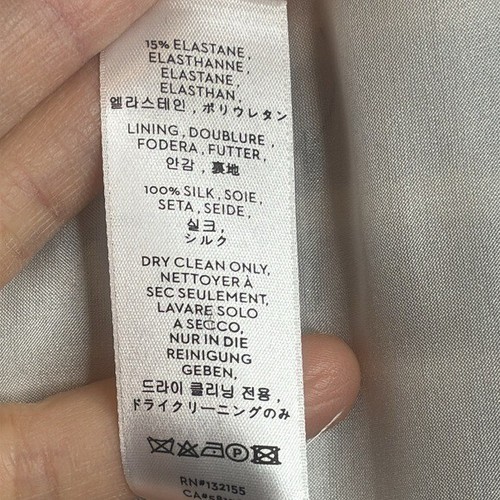 15% ELASTANE,
ELASTHANNE,
ELASTANE,
ELASTHAN,
엘라스테인, ポリウレタン
LINING, DOUBLURE,
FODERA, FUTTER,
안감, 裏地
100% SILK, SOIE,
SETA, SEIDE,
실크,
シルク
DRY CLEAN ONLY,
NETTOYER À
SEC SEULEMENT,
LAVARE SOLO
A SECCO,
NUR IN DIE
REINIGUNG
GEBEN,
드라이 클리닝 전용,
ドライクリーニングのみ
P
RN#132155